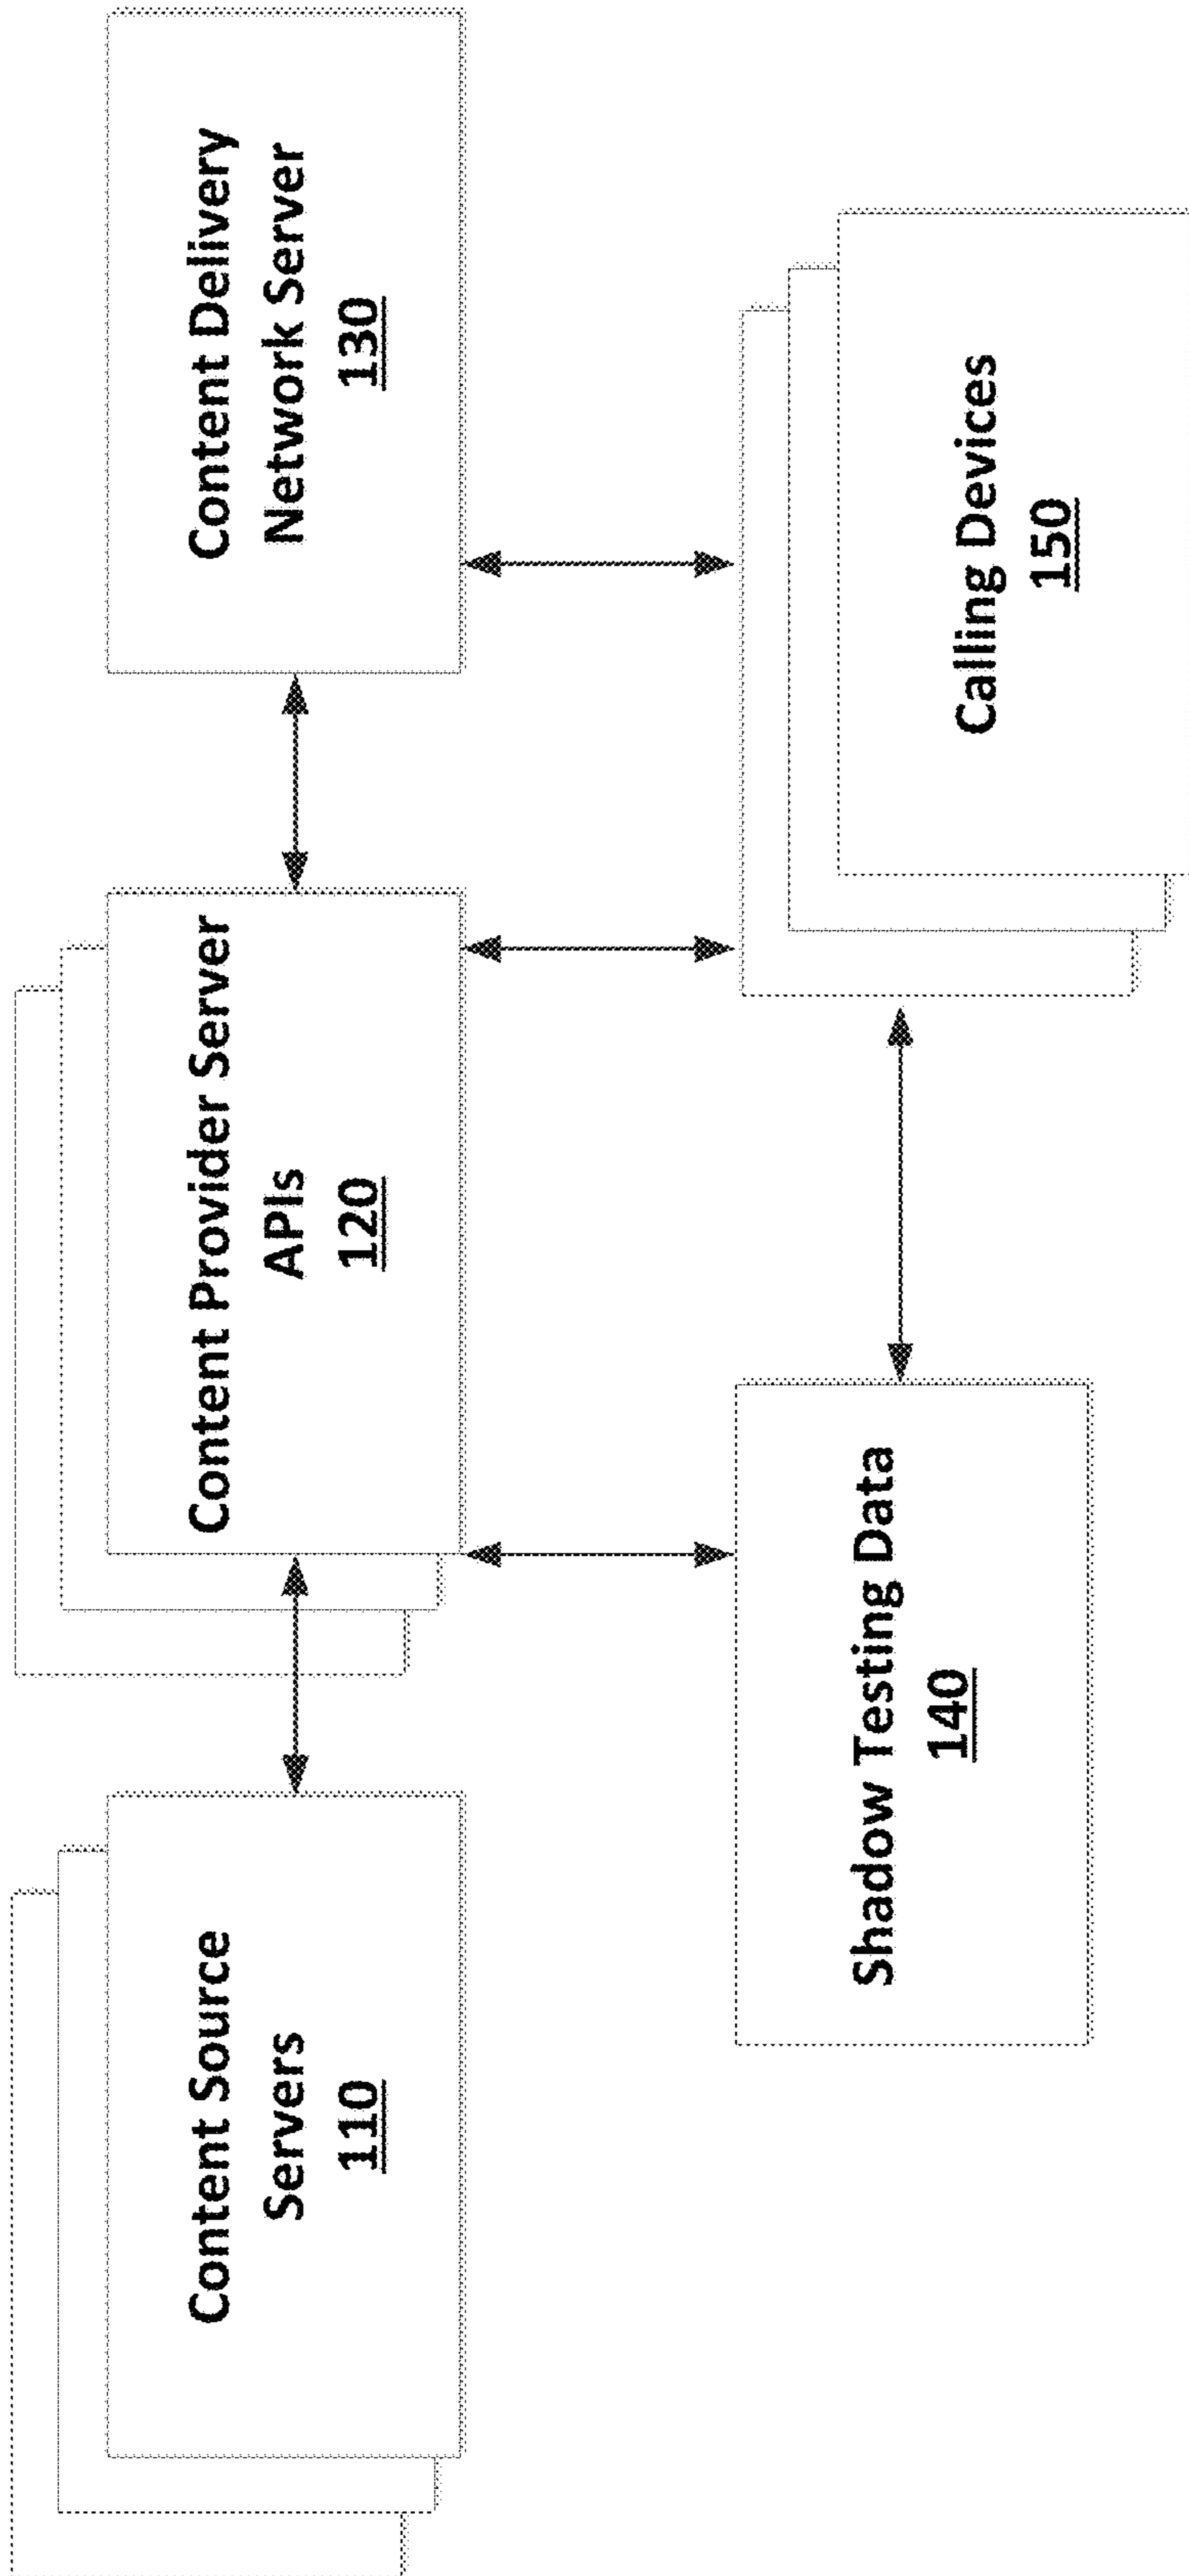 Content Source
Servers
110
Content Provider Server
APIs
120
Content Delivery
Network Server
130
Shadow Testing Data
140
Calling Devices
150